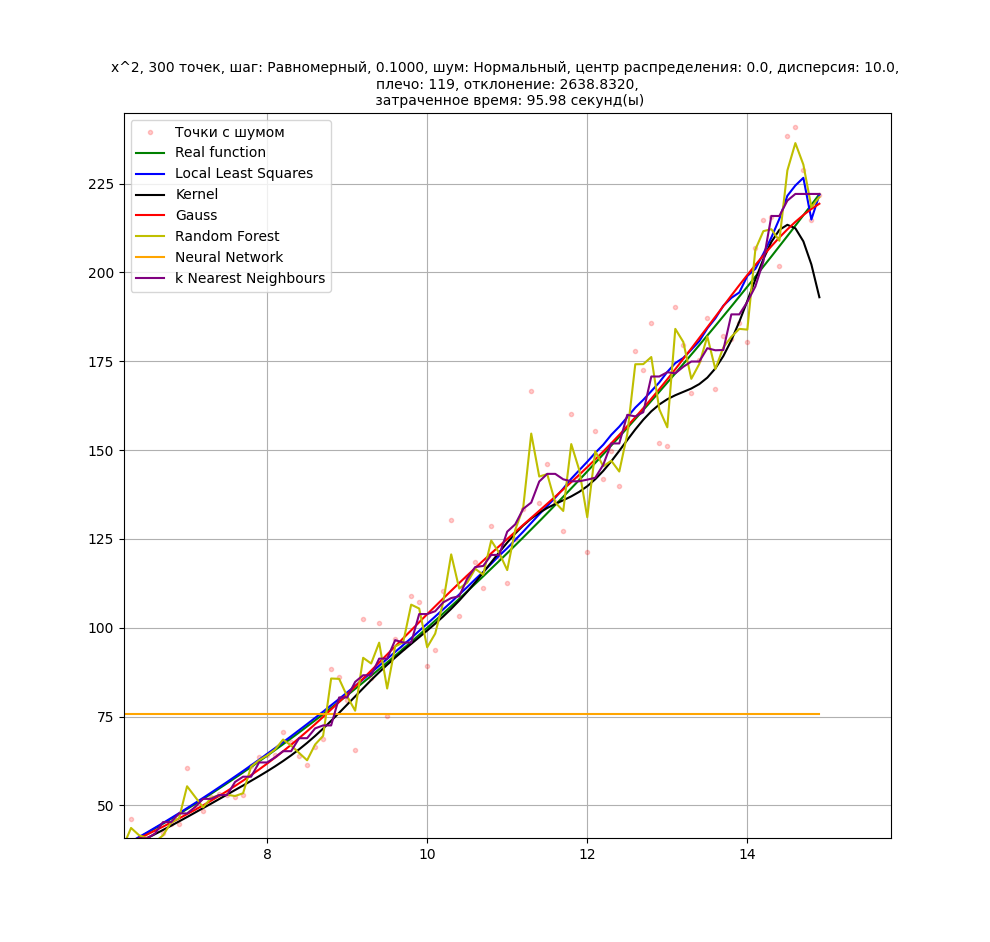 x^2, 300 точек, шаг: Равномерный, 0.1000, шум: Нормальный, центр распределения: 0.0, дисперсия: 10.0,
плечо: 119, отклонение: 2638.8320,
затраченное время: 95.98 секунд(ы)
Точки с шумом
Real function
Local Least Squares
Kernel
Gauss
Random Forest
Neural Network
k Nearest Neighbours
225
200
175
150
125
100
75
50
8 10 12 14